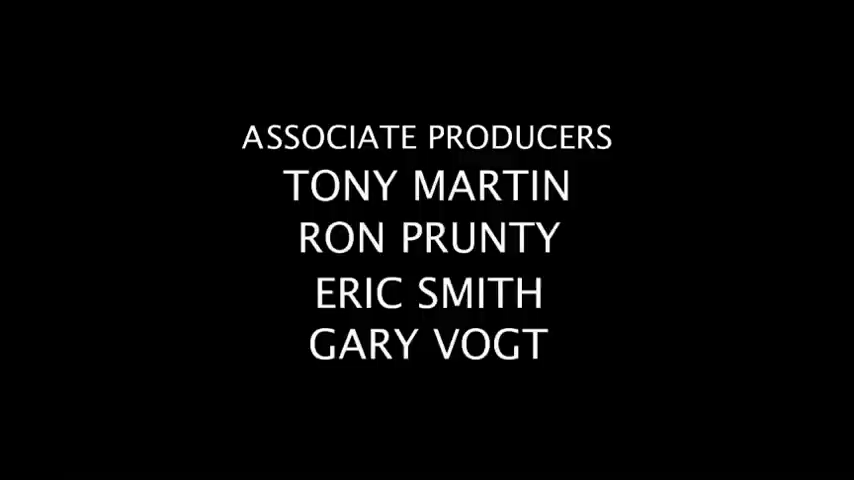 ASSOCIATE PRODUCERS
TONY MARTIN
RON PRUNTY
ERIC SMITH
GARY VOGT